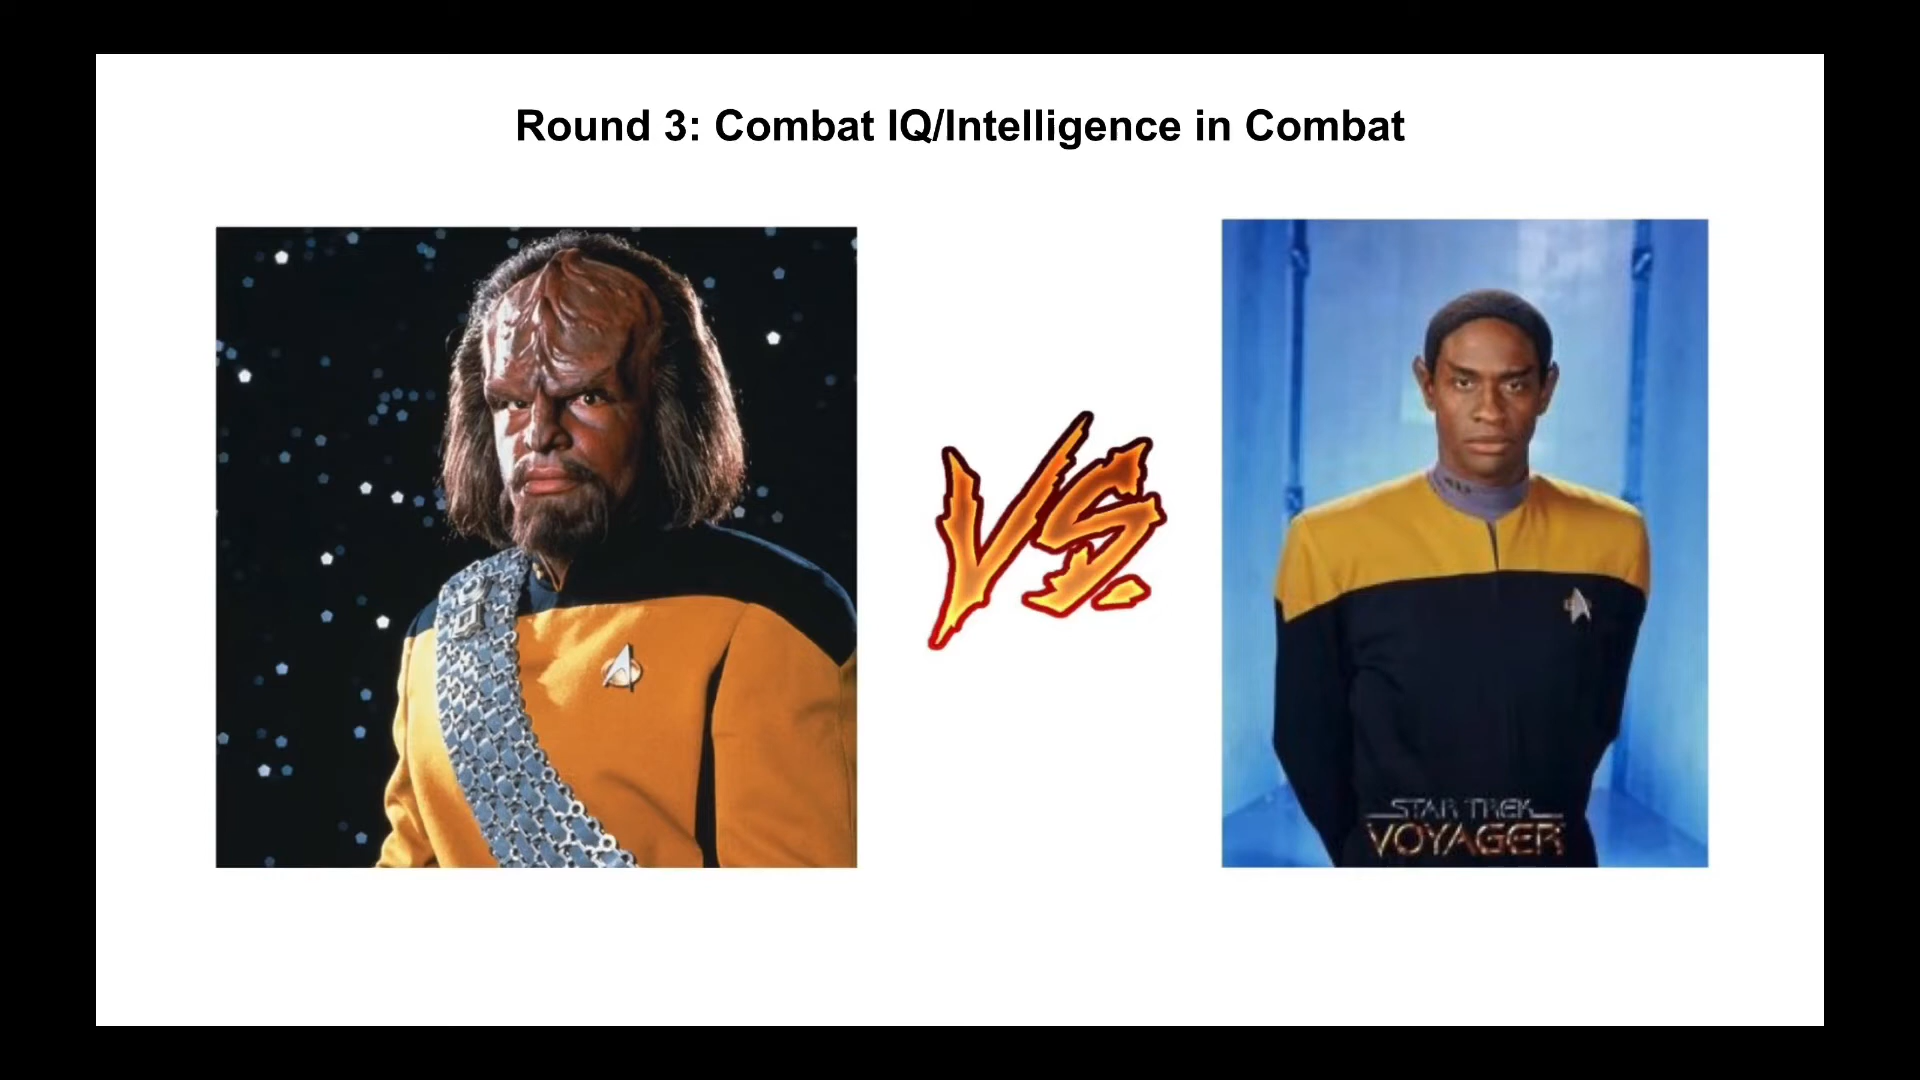 Round 3: Combat IQ/Intelligence in Combat
VS.
STAR TREK
VOYAGER